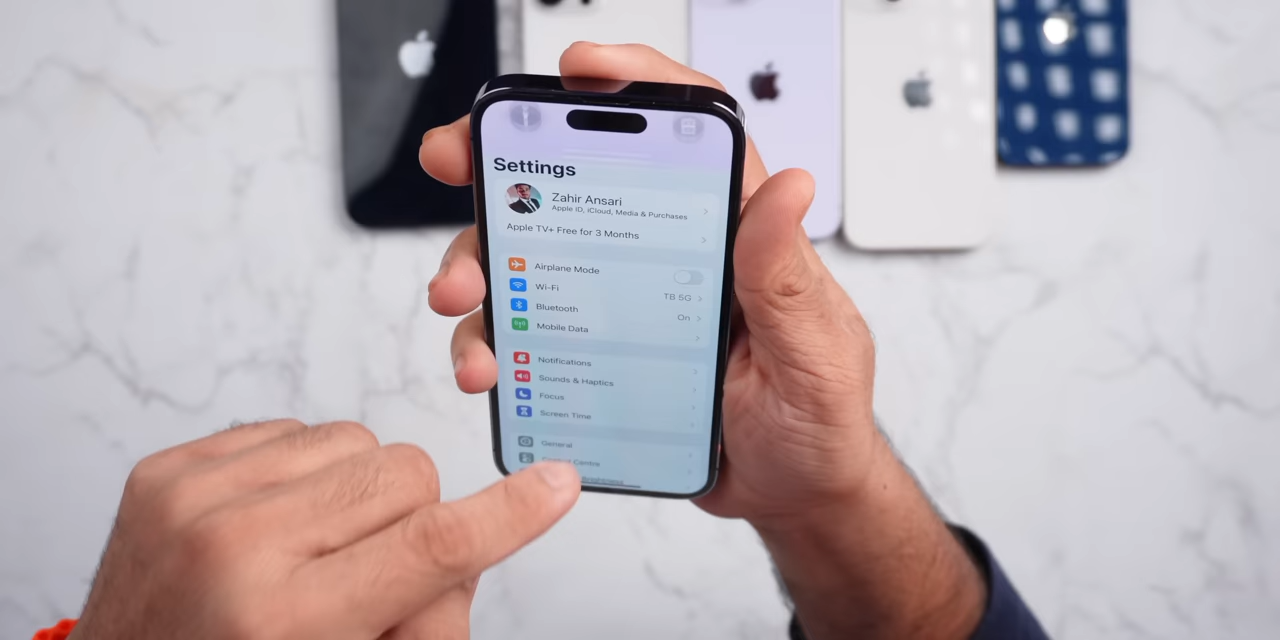 Settings
Zahir Ansari
Apple ID, iCloud, Media & Purchases
Apple TV+ Free for 3 Months
Airplane Mode
Wi-Fi TB 5G
Bluetooth On
Mobile Data
Notifications
Sounds & Haptics
Focus
Screen Time
General
Centre